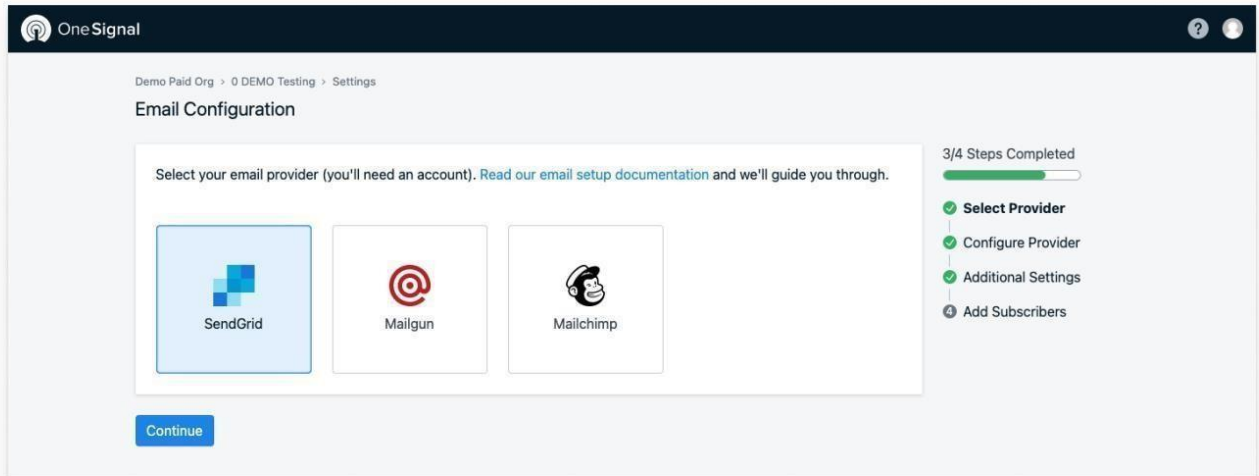 OneSignal
?
Demo Paid Org > 0 DEMO Testing > Settings
Email Configuration
Select your email provider (you'll need an account). Read our email setup documentation and we'll guide you through.
SendGrid
Mailgun
Mailchimp
Continue
3/4 Steps Completed
Select Provider
Configure Provider
Additional Settings
4 Add Subscribers